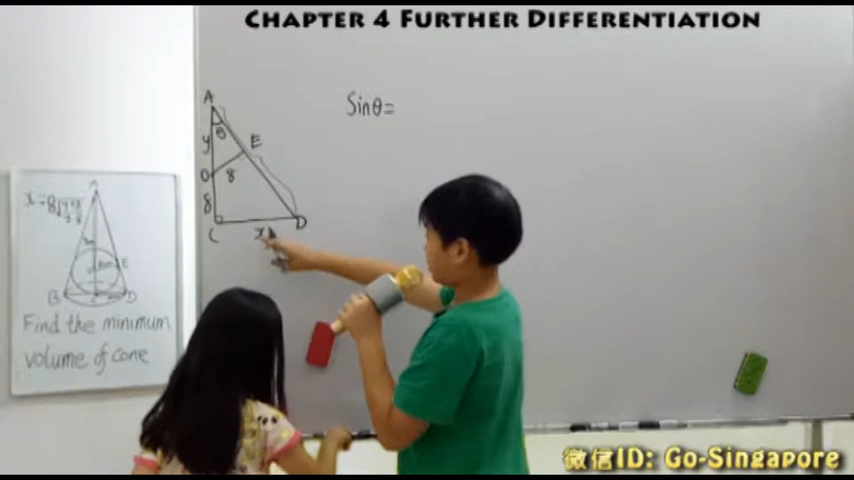 CHAPTER 4 FURTHER DIFFERENTIATION
A
Sinθ=
θ
y
E
O
8
8
C
x
D
A
E
B
D
Find the minimum
volume of cone
微信ID: Go-Singapore